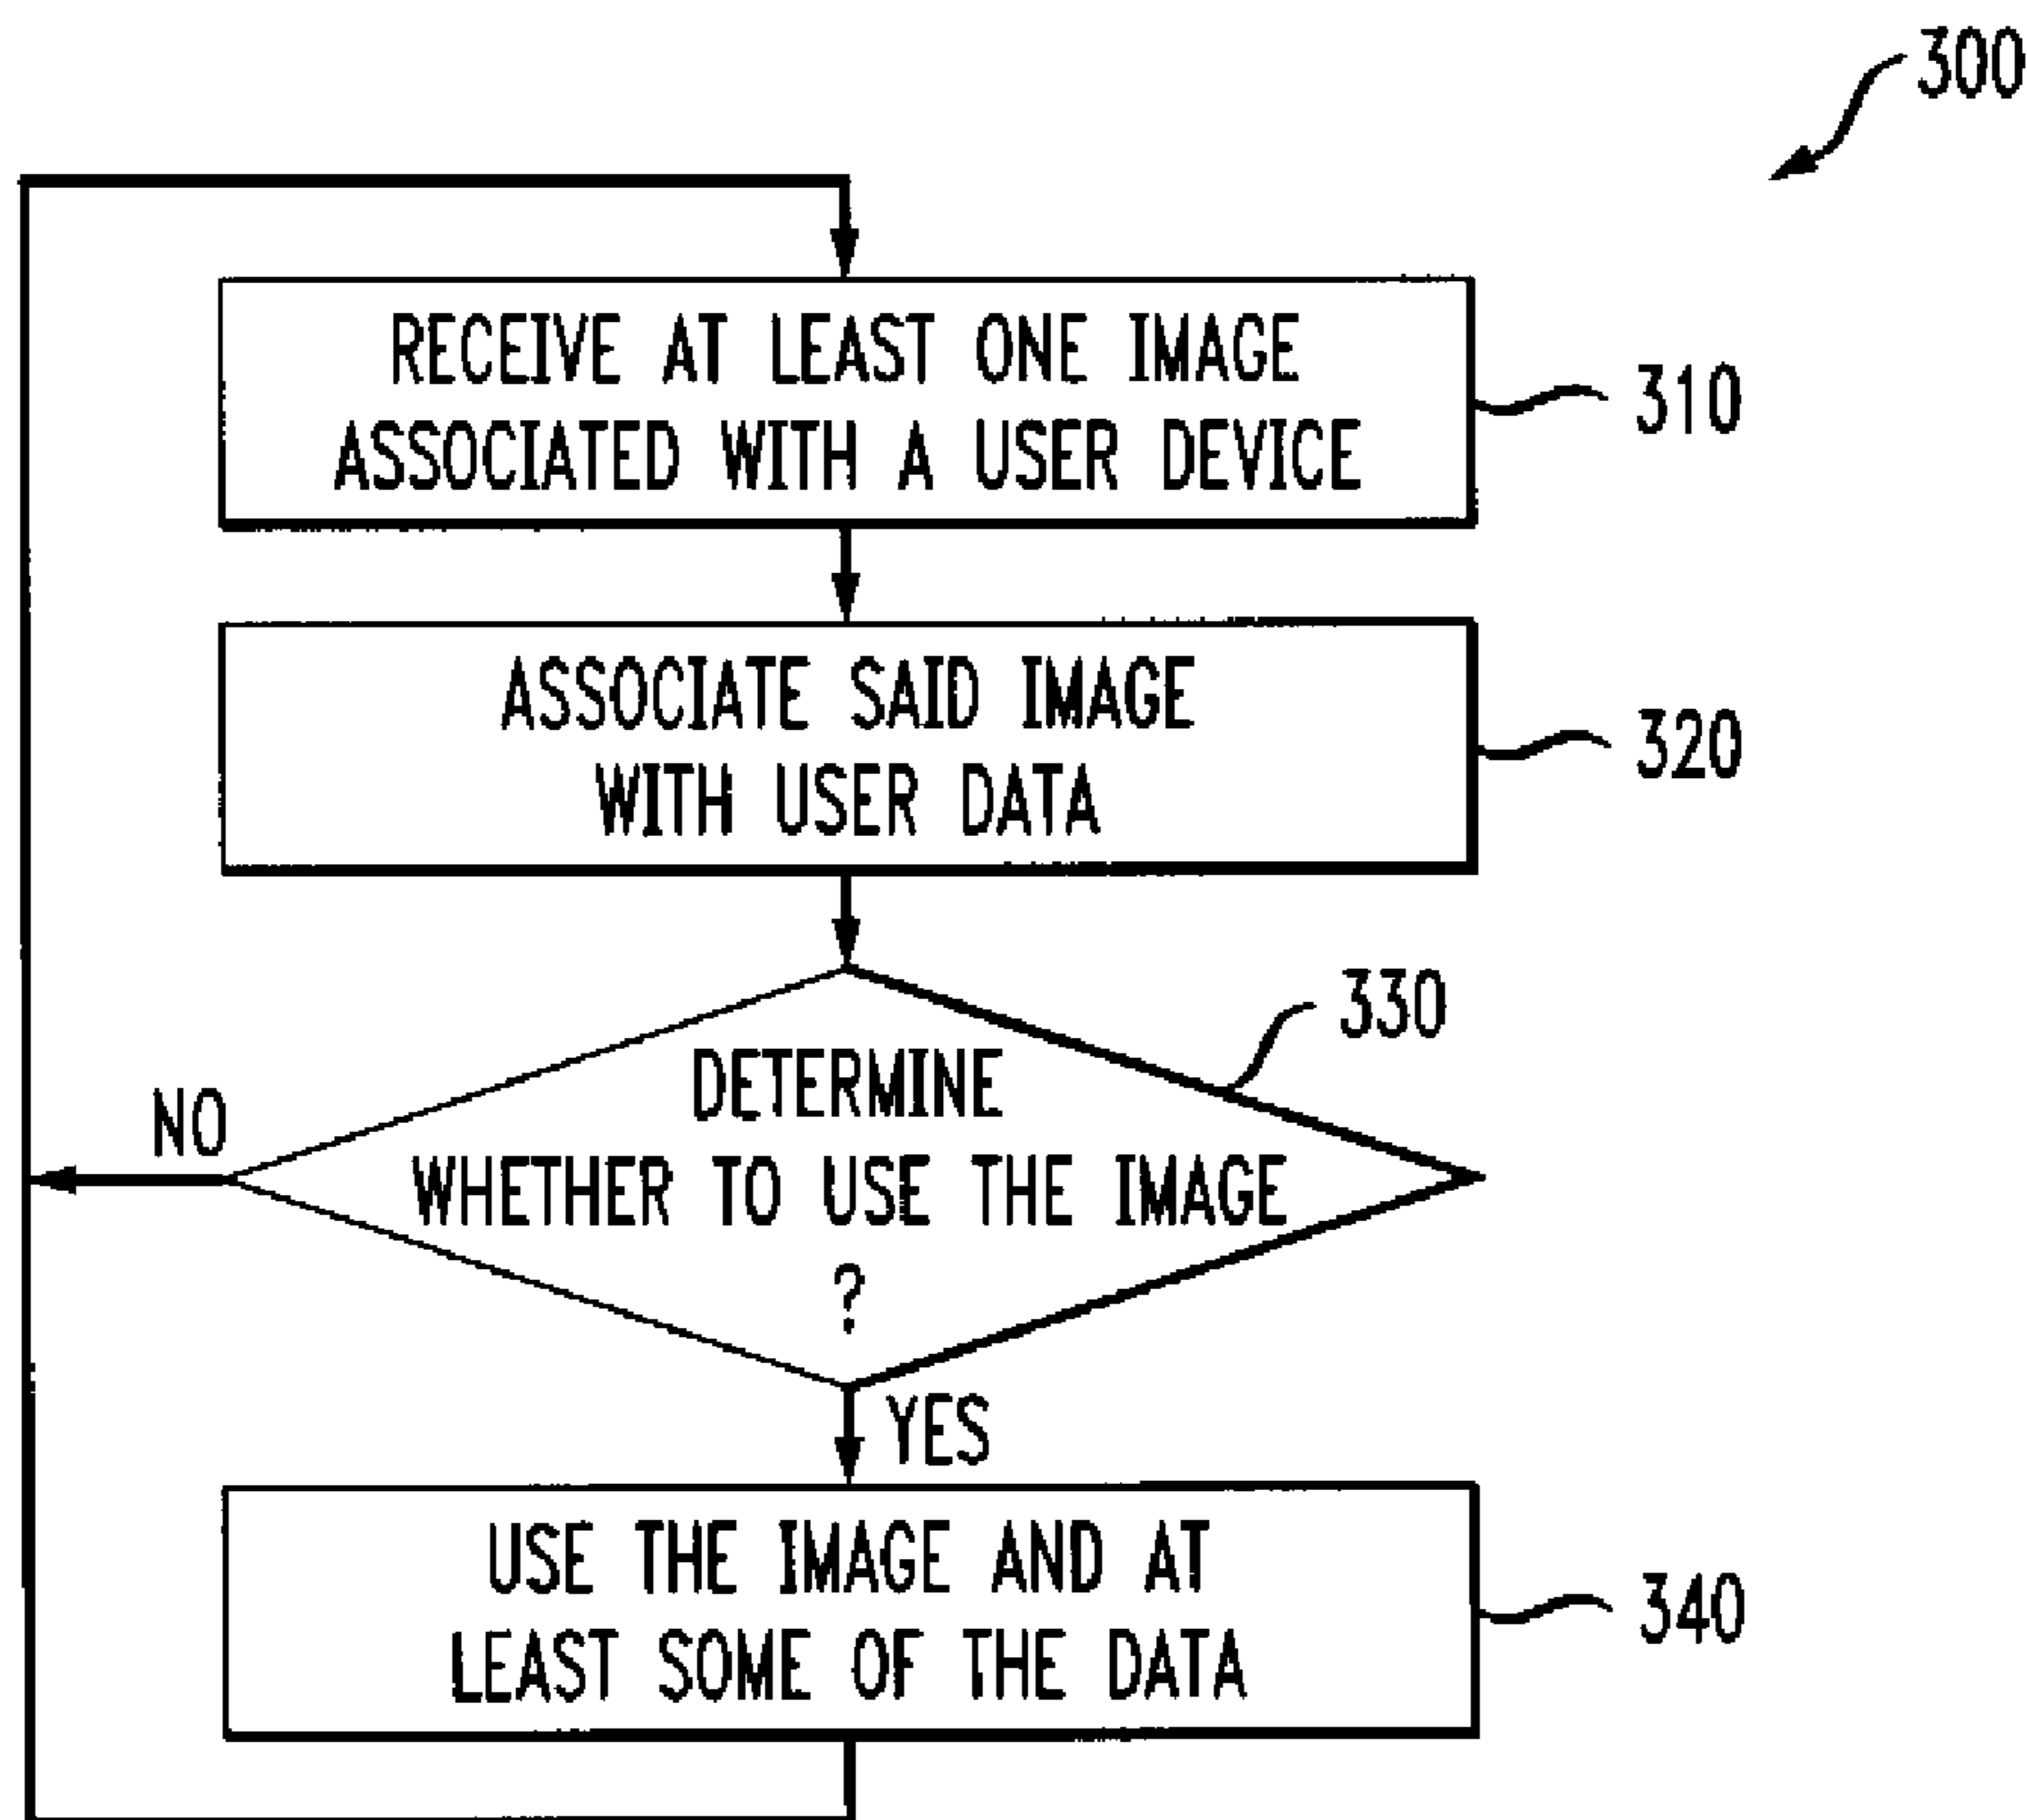 300
RECEIVE AT LEAST ONE IMAGE
ASSOCIATED WITH A USER DEVICE
310
ASSOCIATE SAID IMAGE
WITH USER DATA
320
330
DETERMINE
WHETHER TO USE THE IMAGE
?
NO
YES
USE THE IMAGE AND AT
LEAST SOME OF THE DATA
340